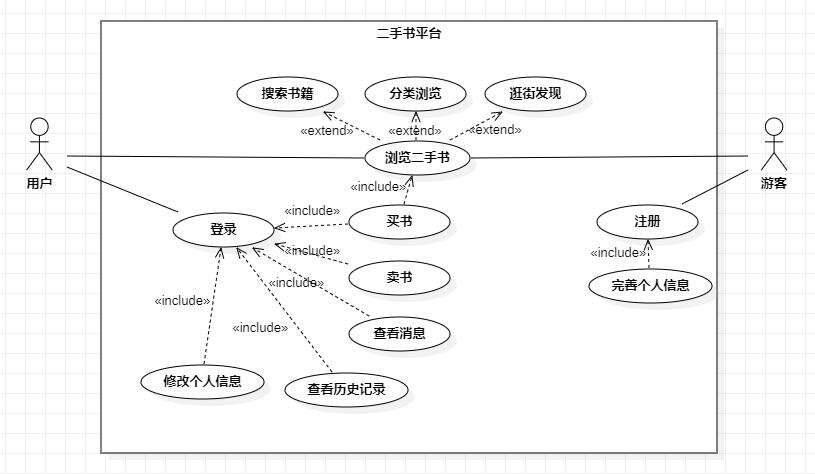 二手书平台
搜索书籍
分类浏览
逛街发现
«extend»
«extend»
«extend»
浏览二手书
用户
游客
«include»
«include»
买书
登录
注册
«include»
«include»
卖书
«include»
完善个人信息
«include»
«include»
查看消息
修改个人信息
查看历史记录